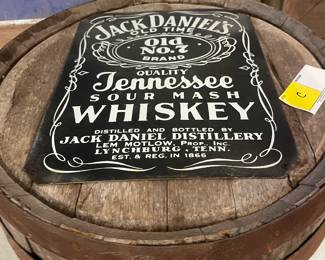 JACK DANIEL'S
OLD TIME
Old
No. 7
BRAND
QUALITY
Tennessee
SOUR MASH
WHISKEY
DISTILLED AND BOTTLED BY
JACK DANIEL DISTILLERY
LEM MOTLOW, PROP., INC.
LYNCHBURG, TENN.
EST. & REG. IN 1866
C